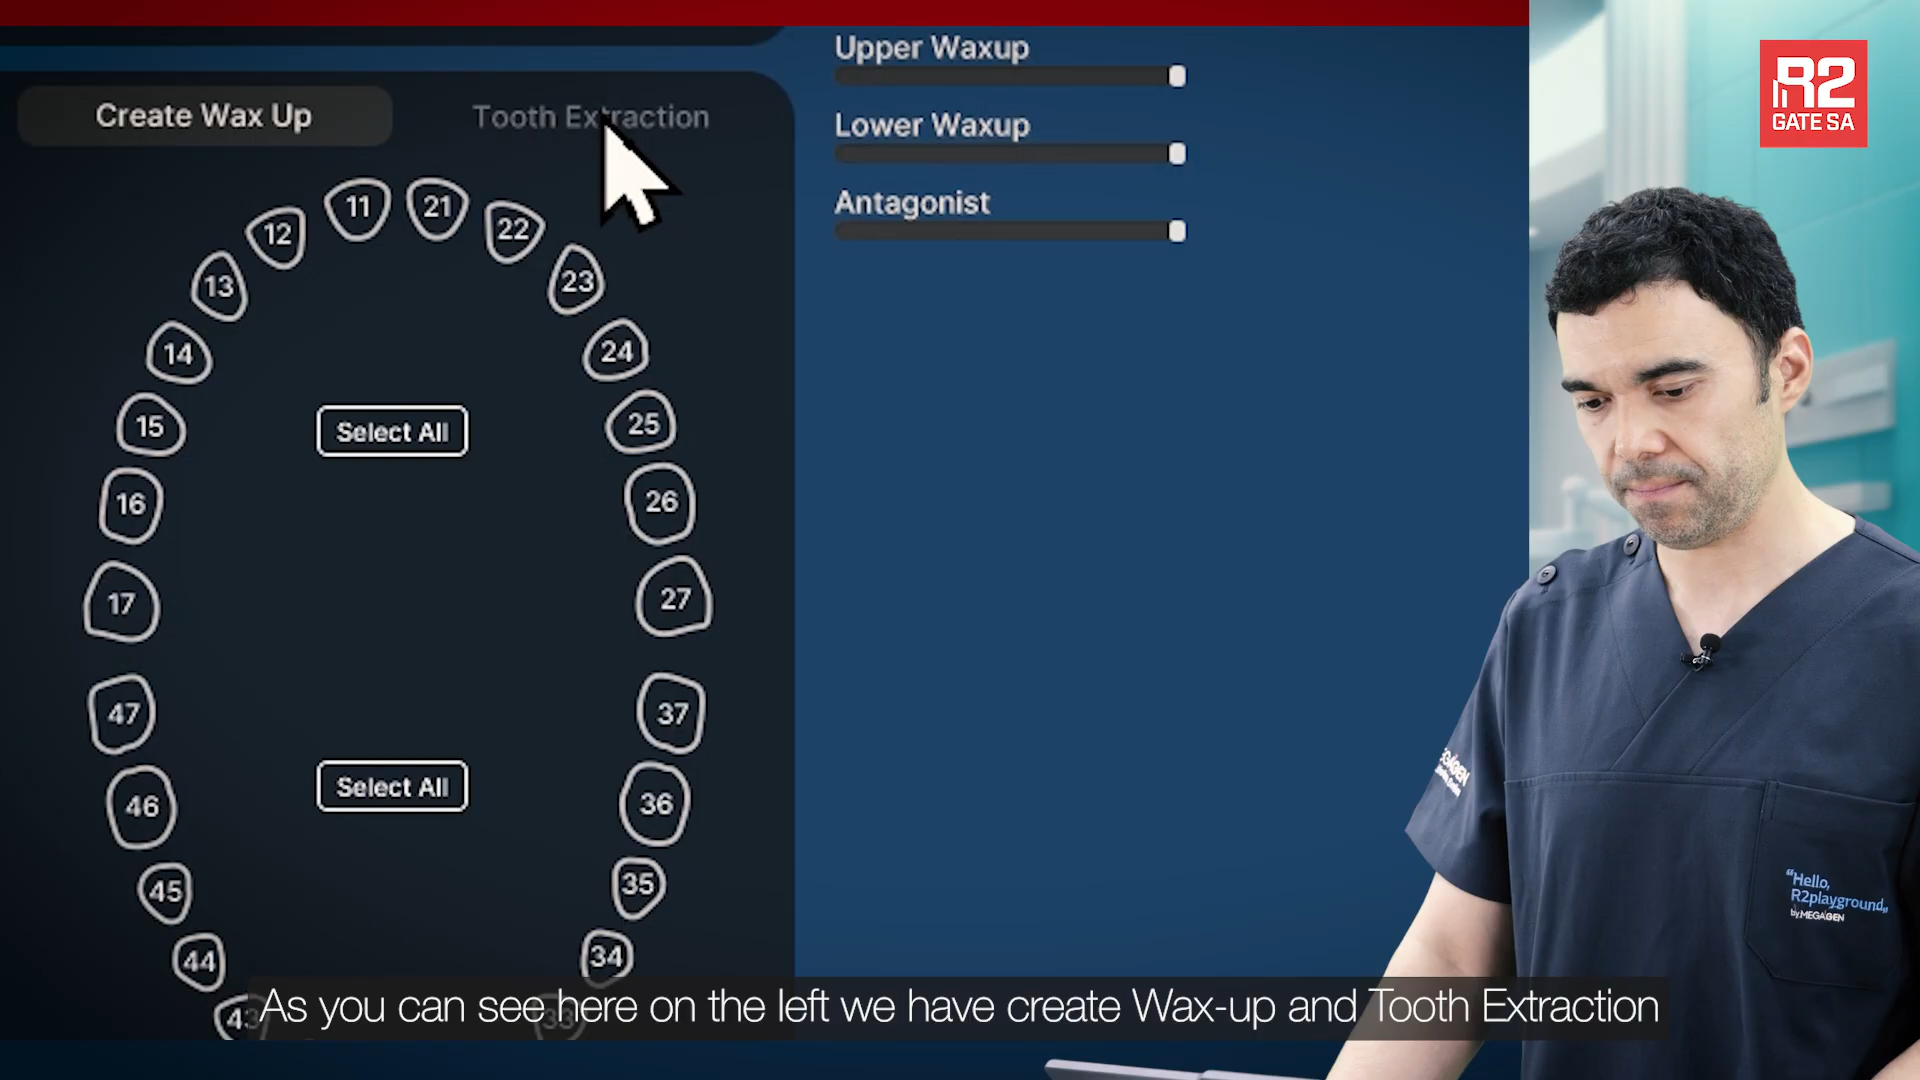 Upper Waxup
Lower Waxup
Antagonist
Create Wax Up
Tooth Extraction
11
21
12
22
13
23
14
24
15
25
Select All
16
26
17
27
47
37
46
36
Select All
45
35
44
34
43
33
As you can see here on the left we have create Wax-up and Tooth Extraction
R2
GATE SA
"Hello,
R2playground„
by MEGAGEN